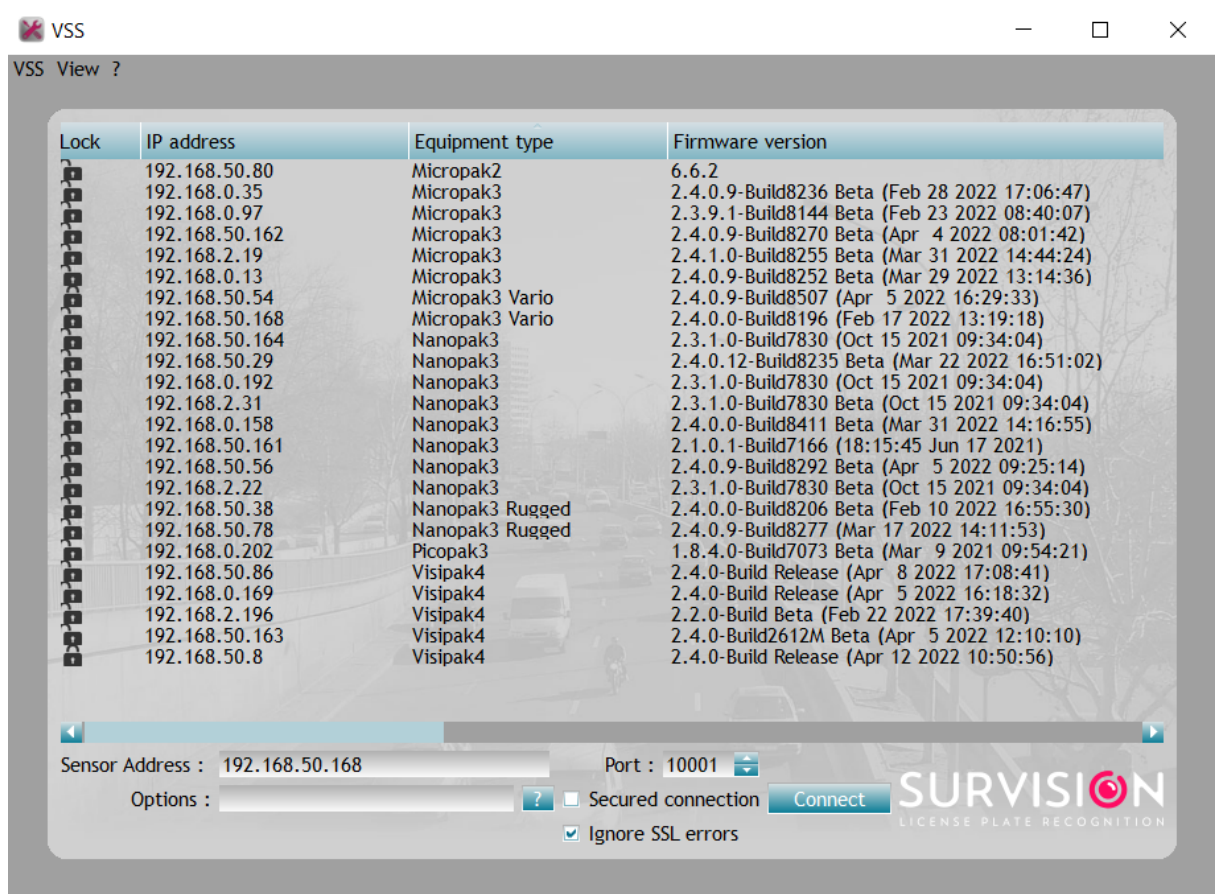 VSS
VSS View ?
Lock IP address Equipment type Firmware version
192.168.50.80 Micropak2 6.6.2
192.168.0.35 Micropak3 2.4.0.9-Build8236 Beta (Feb 28 2022 17:06:47)
192.168.0.97 Micropak3 2.3.9.1-Build8144 Beta (Feb 23 2022 08:40:07)
192.168.50.162 Micropak3 2.4.0.9-Build8270 Beta (Apr 4 2022 08:01:42)
192.168.2.19 Micropak3 2.4.1.0-Build8255 Beta (Mar 31 2022 14:44:24)
192.168.0.13 Micropak3 2.4.0.9-Build8252 Beta (Mar 29 2022 13:14:36)
192.168.50.54 Micropak3 Vario 2.4.0.9-Build8507 (Apr 5 2022 16:29:33)
192.168.50.168 Micropak3 Vario 2.4.0.0-Build8196 (Feb 17 2022 13:19:18)
192.168.50.164 Nanopak3 2.3.1.0-Build7830 (Oct 15 2021 09:34:04)
192.168.50.29 Nanopak3 2.4.0.12-Build8235 Beta (Mar 22 2022 16:51:02)
192.168.0.192 Nanopak3 2.3.1.0-Build7830 (Oct 15 2021 09:34:04)
192.168.2.31 Nanopak3 2.3.1.0-Build7830 Beta (Oct 15 2021 09:34:04)
192.168.0.158 Nanopak3 2.4.0.0-Build8411 Beta (Mar 31 2022 14:16:55)
192.168.50.161 Nanopak3 2.1.0.1-Build7166 (18:15:45 Jun 17 2021)
192.168.50.56 Nanopak3 2.4.0.9-Build8292 Beta (Apr 5 2022 09:25:14)
192.168.2.22 Nanopak3 2.3.1.0-Build7830 Beta (Oct 15 2021 09:34:04)
192.168.50.38 Nanopak3 Rugged 2.4.0.0-Build8206 Beta (Feb 10 2022 16:55:30)
192.168.50.78 Nanopak3 Rugged 2.4.0.9-Build8277 (Mar 17 2022 14:11:53)
192.168.0.202 Picopak3 1.8.4.0-Build7073 Beta (Mar 9 2021 09:54:21)
192.168.50.86 Visipak4 2.4.0-Build Release (Apr 8 2022 17:08:41)
192.168.0.169 Visipak4 2.4.0-Build Release (Apr 5 2022 16:18:32)
192.168.2.196 Visipak4 2.2.0-Build Beta (Feb 22 2022 17:39:40)
192.168.50.163 Visipak4 2.4.0-Build2612M Beta (Apr 5 2022 12:10:10)
192.168.50.8 Visipak4 2.4.0-Build Release (Apr 12 2022 10:50:56)
Sensor Address : 192.168.50.168 Port : 10001
Options : ? Secured connection Connect
Ignore SSL errors
SURVISION
LICENSE PLATE RECOGNITION